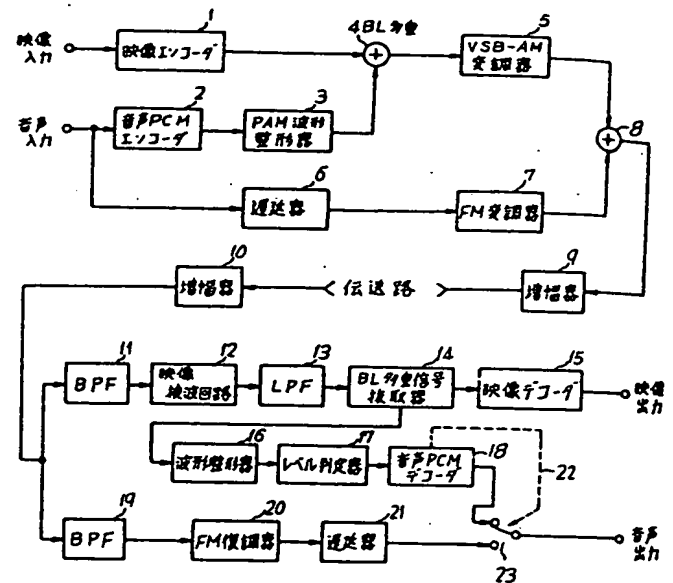 1
4 BL多重
5
映像
入力
映像エンコーダ
VSB-AM
変調器
2
3
音声
入力
音声PCM
エンコーダ
PAM波形
整形器
8
6
7
遅延器
FM変調器
10
9
増幅器
伝送路
増幅器
11
12
13
14
15
BPF
映像
検波回路
LPF
BL多重信号
抜取器
映像デコーダ
映像
出力
16
17
18
波形整形器
レベル判定器
音声PCM
デコーダ
22
19
20
21
BPF
FM復調器
遅延器
音声
出力
23